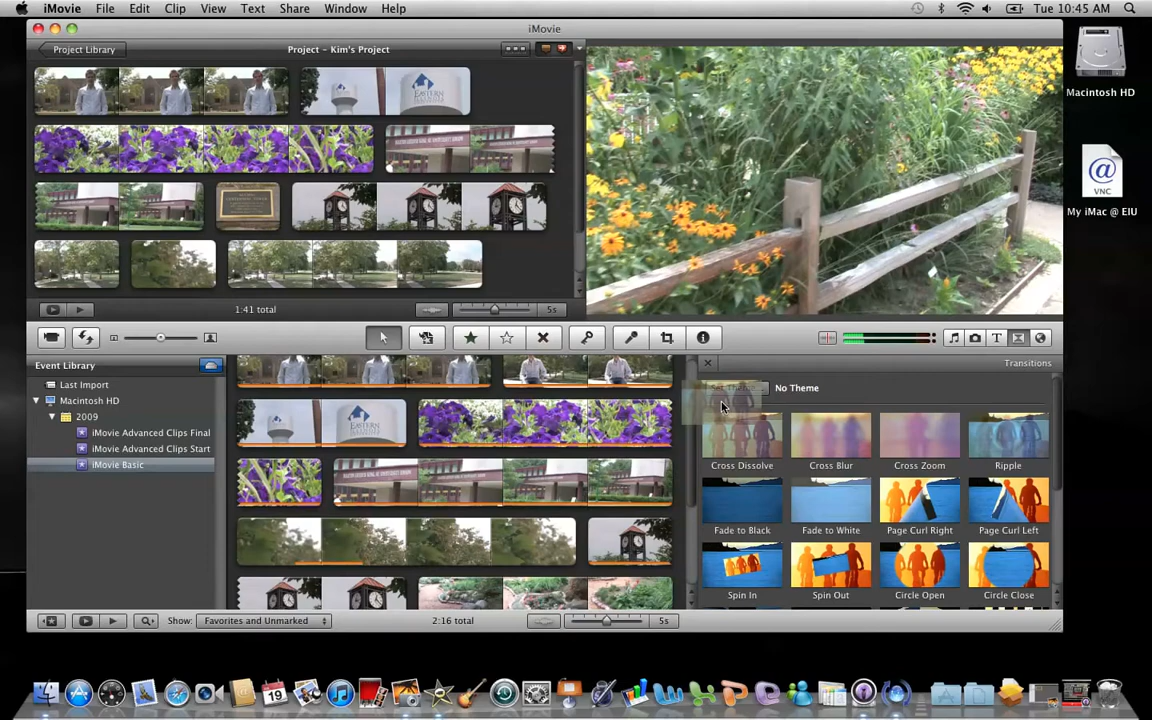 iMovie File Edit Clip View Text Share Window Help
Tue 10:45 AM
iMovie
Project Library
Project – Kim's Project
Macintosh HD
EASTERN
My iMac @ EIU
VNC
1:41 total
5s
Event Library
Last Import
Macintosh HD
2009
iMovie Advanced Clips Final
iMovie Advanced Clips Start
iMovie Basic
Transitions
No Theme
Cross Dissolve
Cross Blur
Cross Zoom
Ripple
Fade to Black
Fade to White
Page Curl Right
Page Curl Left
Spin In
Spin Out
Circle Open
Circle Close
Show: Favorites and Unmarked
2:16 total
5s
19